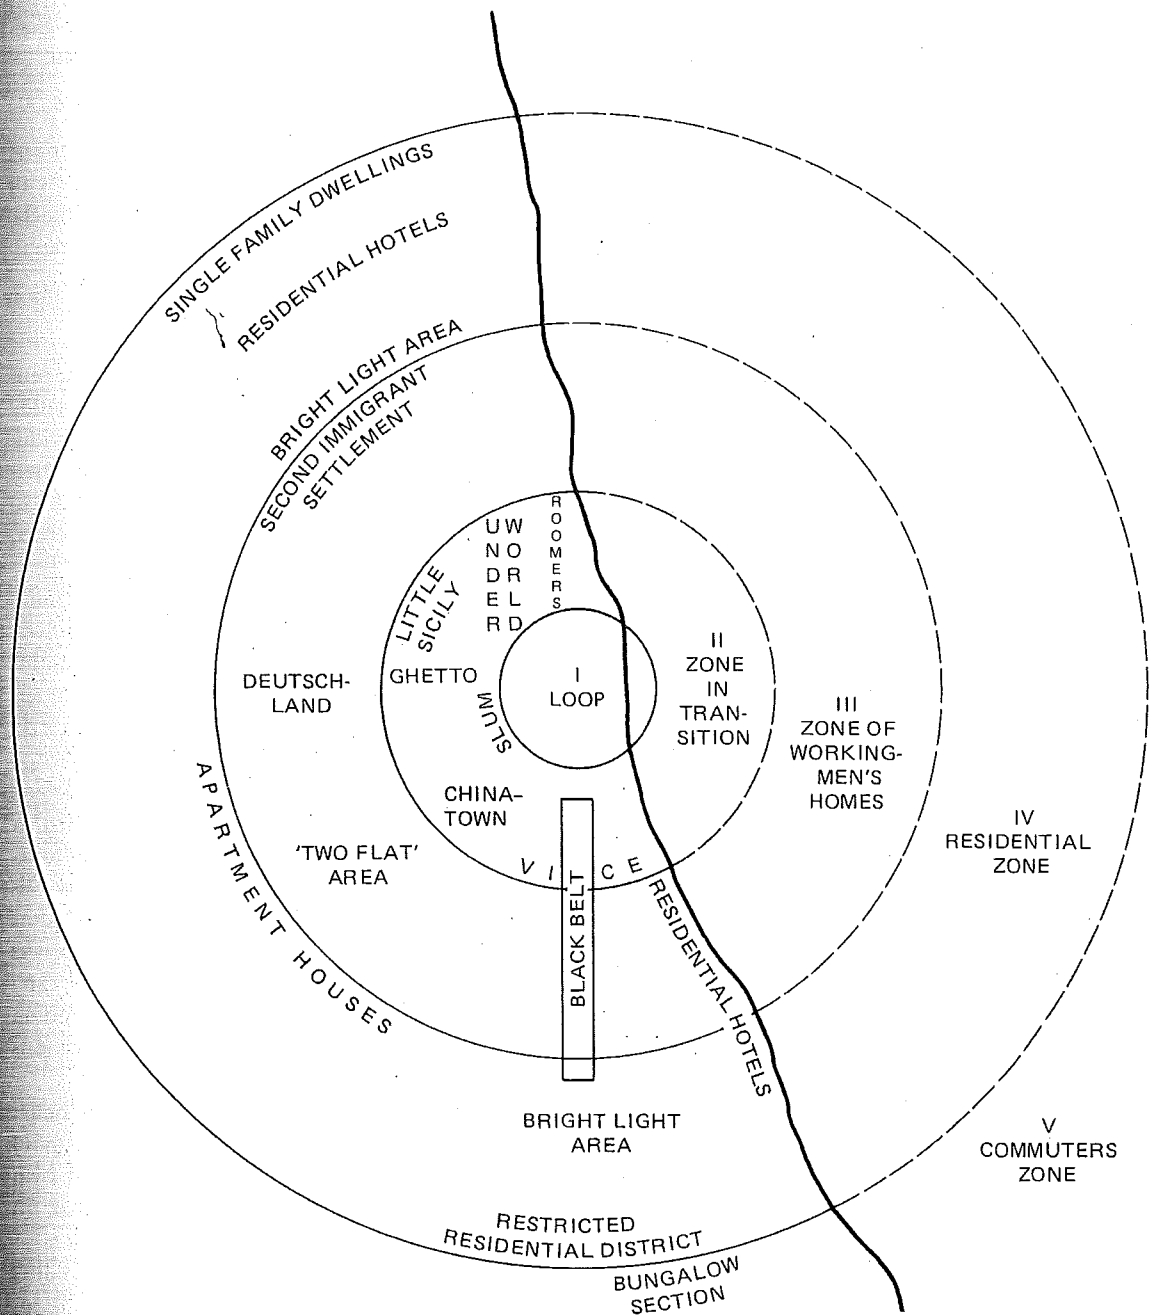 SINGLE FAMILY DWELLINGS
RESIDENTIAL HOTELS
BRIGHT LIGHT AREA
SECOND IMMIGRANT
SETTLEMENT
ROOMERS
UNDER
WORLD
LITTLE
SICILY
GHETTO
SLUM
I
LOOP
II
ZONE
IN
TRAN-
SITION
DEUTSCH-
LAND
III
ZONE OF
WORKING-
MEN'S
HOMES
CHINA-
TOWN
IV
RESIDENTIAL
ZONE
'TWO FLAT'
AREA
VICE
BLACK BELT
APARTMENT HOUSES
RESIDENTIAL HOTELS
BRIGHT LIGHT
AREA
V
COMMUTERS
ZONE
RESTRICTED
RESIDENTIAL DISTRICT
BUNGALOW
SECTION